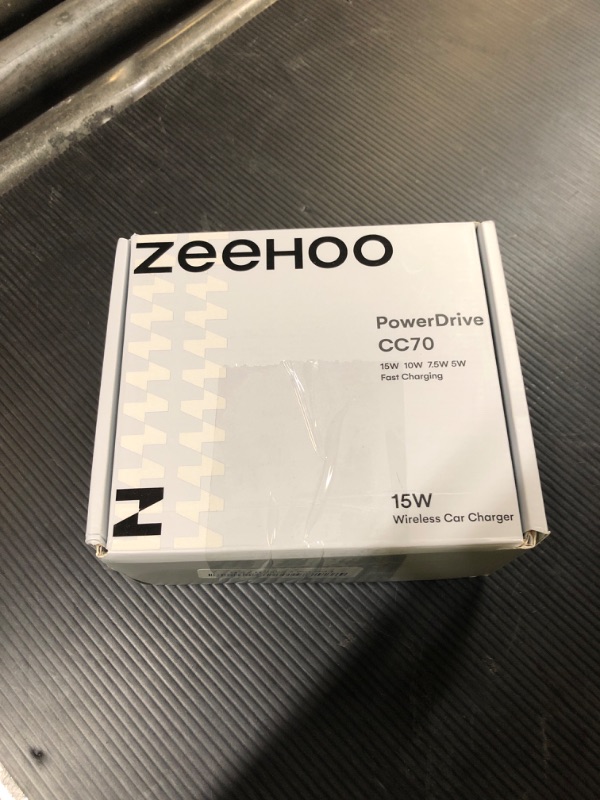 zeeHOO
PowerDrive
CC70
15W 10W 7.5W 5W
Fast Charging
15W
Wireless Car Charger